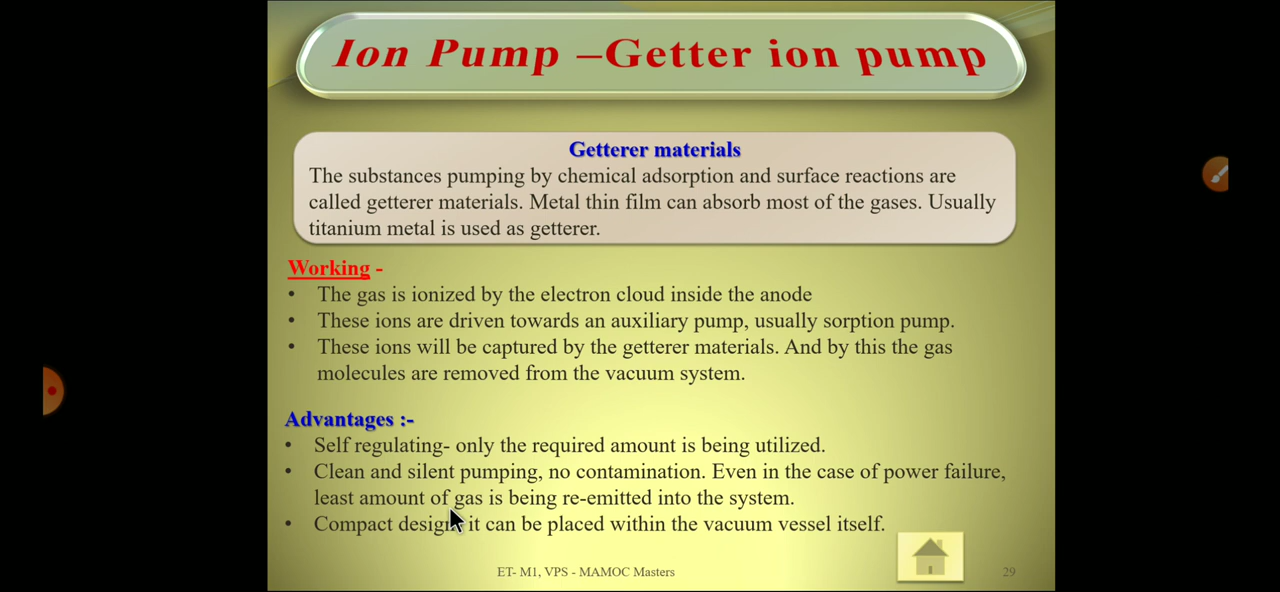 Ion Pump –Getter ion pump
Getterer materials
The substances pumping by chemical adsorption and surface reactions are
called getterer materials. Metal thin film can absorb most of the gases. Usually
titanium metal is used as getterer.
Working -
• The gas is ionized by the electron cloud inside the anode
• These ions are driven towards an auxiliary pump, usually sorption pump.
• These ions will be captured by the getterer materials. And by this the gas
molecules are removed from the vacuum system.
Advantages :-
• Self regulating- only the required amount is being utilized.
• Clean and silent pumping, no contamination. Even in the case of power failure,
least amount of gas is being re-emitted into the system.
• Compact design it can be placed within the vacuum vessel itself.
ET- M1, VPS - MAMOC Masters
29